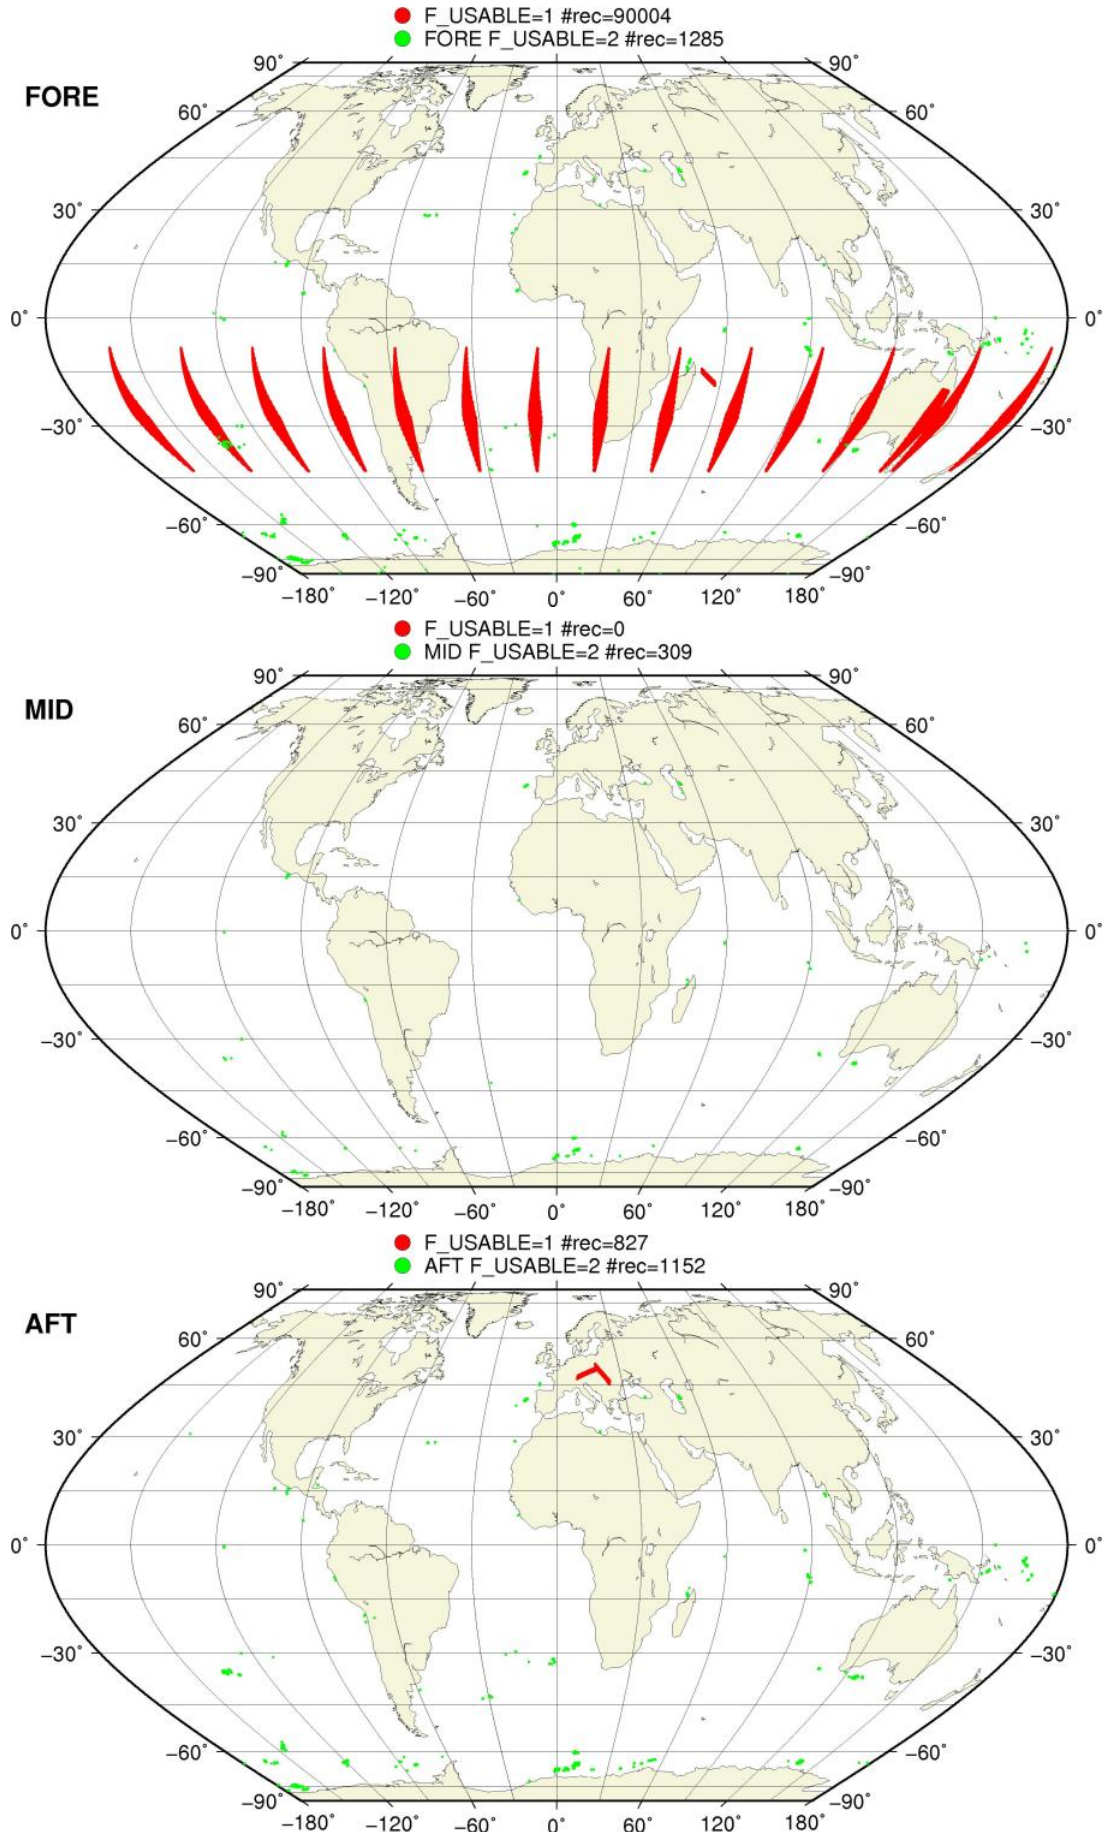 F_USABLE=1 #rec=90004
FORE F_USABLE=2 #rec=1285
FORE
90° 90°
60° 60°
30° 30°
0° 0°
−30° −30°
−60° −60°
−90° −90°
−180° −120° −60° 0° 60° 120° 180°
F_USABLE=1 #rec=0
MID F_USABLE=2 #rec=309
MID
90° 90°
60° 60°
30° 30°
0° 0°
−30° −30°
−60° −60°
−90° −90°
−180° −120° −60° 0° 60° 120° 180°
F_USABLE=1 #rec=827
AFT F_USABLE=2 #rec=1152
AFT
90° 90°
60° 60°
30° 30°
0° 0°
−30° −30°
−60° −60°
−90° −90°
−180° −120° −60° 0° 60° 120° 180°